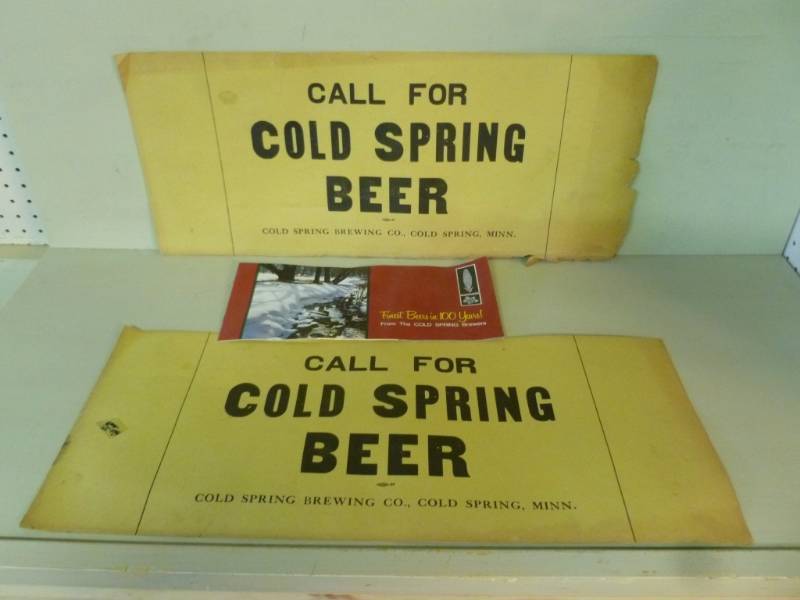 CALL FOR
COLD SPRING
BEER
COLD SPRING BREWING CO., COLD SPRING, MINN.
Finest Beers in 100 Years!
From The COLD SPRING Brewers
CALL FOR
COLD SPRING
BEER
COLD SPRING BREWING CO., COLD SPRING, MINN.